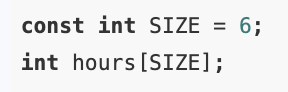 const int SIZE = 6;
int hours[SIZE];